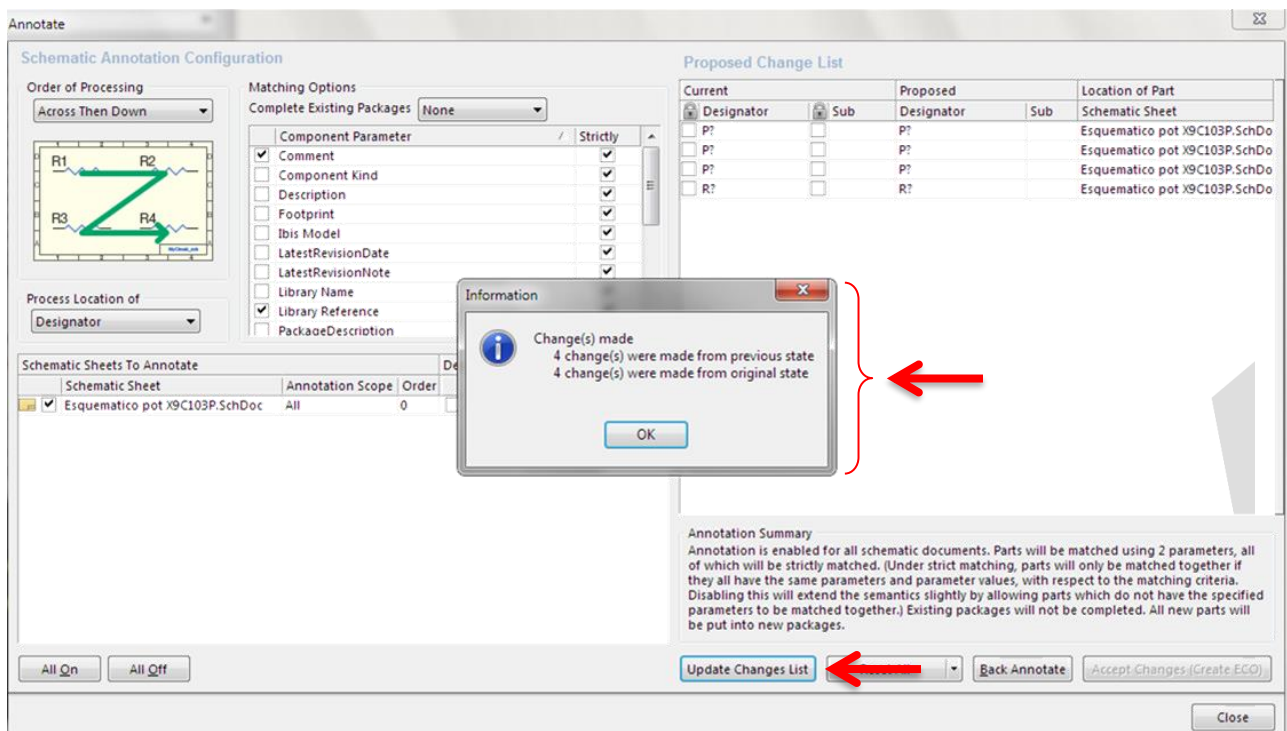 Annotate
Schematic Annotation Configuration
Order of Processing
Across Then Down
R1 R2
R3 R4
Process Location of
Designator
Matching Options
Complete Existing Packages None
Component Parameter / Strictly
Comment
Component Kind
Description
Footprint
Ibis Model
LatestRevisionDate
LatestRevisionNote
Library Name
Library Reference
PackageDescription
Schematic Sheets To Annotate De
Schematic Sheet Annotation Scope Order
Esquematico pot X9C103P.SchDoc All 0
All On All Off
Information
Change(s) made
4 change(s) were made from previous state
4 change(s) were made from original state
OK
Proposed Change List
Current Proposed Location of Part
Designator Sub Designator Sub Schematic Sheet
P? P? Esquematico pot X9C103P.SchDo
P? P? Esquematico pot X9C103P.SchDo
P? P? Esquematico pot X9C103P.SchDo
R? R? Esquematico pot X9C103P.SchDo
Annotation Summary
Annotation is enabled for all schematic documents. Parts will be matched using 2 parameters, all
of which will be strictly matched. (Under strict matching, parts will only be matched together if
they all have the same parameters and parameter values, with respect to the matching criteria.
Disabling this will extend the semantics slightly by allowing parts which do not have the specified
parameters to be matched together.) Existing packages will not be completed. All new parts will
be put into new packages.
Update Changes List Back Annotate Accept Changes (Create ECO)
Close